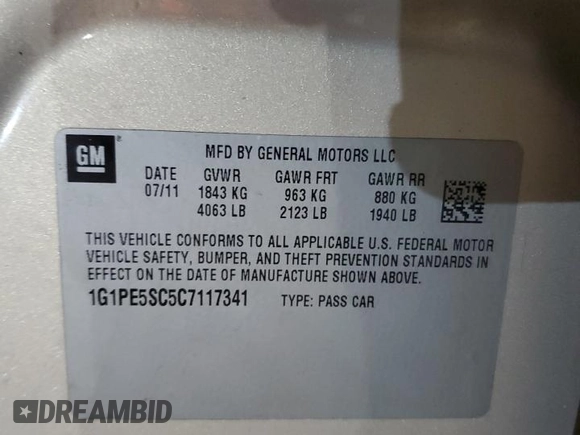 GM
MFD BY GENERAL MOTORS LLC
DATE GVWR GAWR FRT GAWR RR
07/11 1843 KG 963 KG 880 KG
4063 LB 2123 LB 1940 LB
THIS VEHICLE CONFORMS TO ALL APPLICABLE U.S. FEDERAL MOTOR
VEHICLE SAFETY, BUMPER, AND THEFT PREVENTION STANDARDS IN
EFFECT ON THE DATE OF MANUFACTURE SHOWN ABOVE.
1G1PE5SC5C7117341 TYPE: PASS CAR
DREAMBID